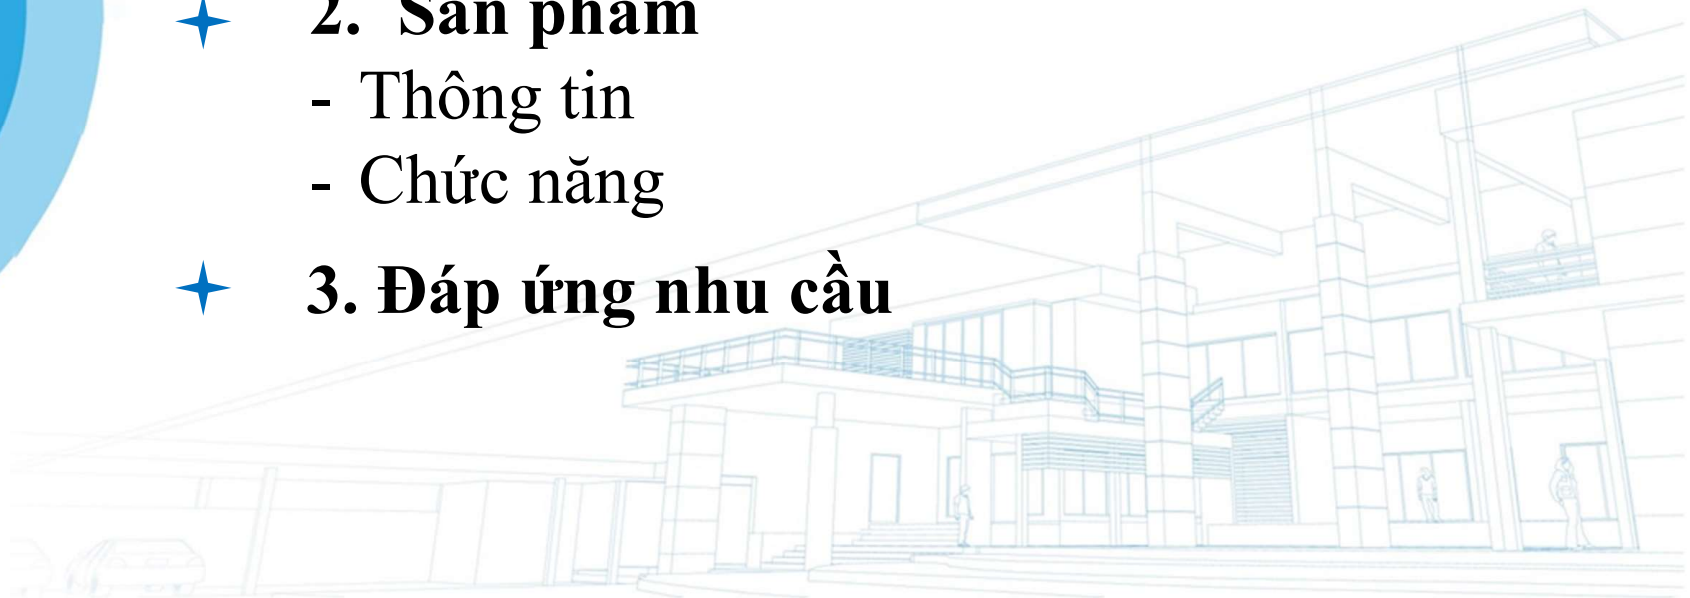 2. Sản phẩm
- Thông tin
- Chức năng
3. Đáp ứng nhu cầu